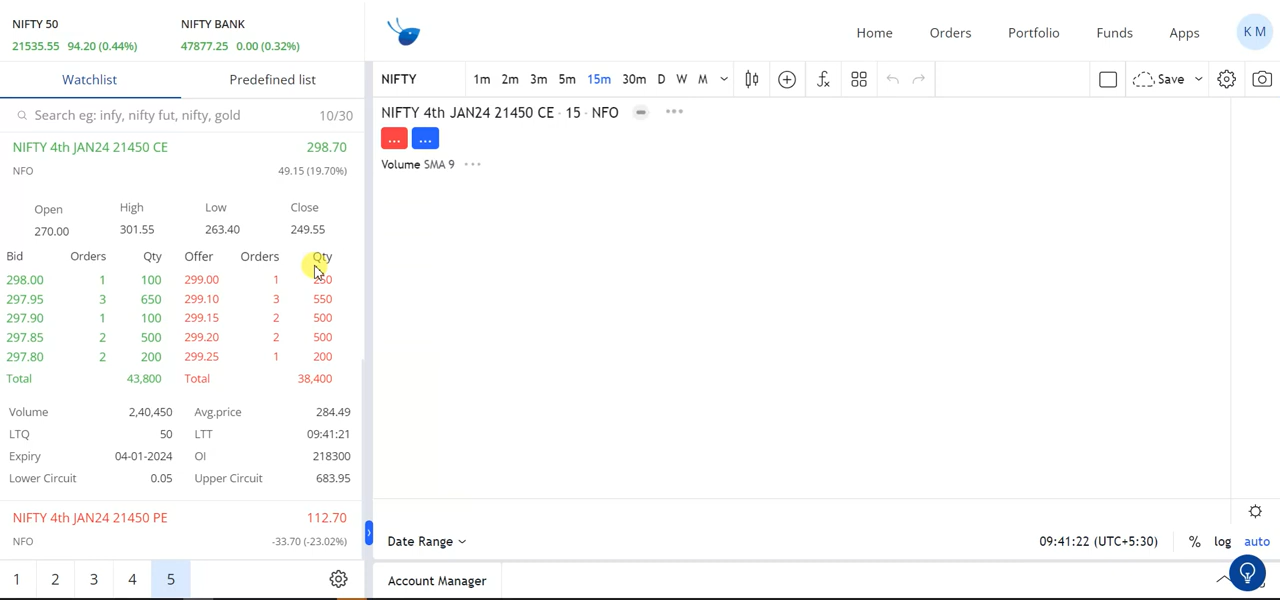 NIFTY 50 NIFTY BANK
21535.55 94.20 (0.44%) 47877.25 0.00 (0.32%)
Home Orders Portfolio Funds Apps K M
Watchlist Predefined list
NIFTY 1m 2m 3m 5m 15m 30m D W M Save
Search eg: infy, nifty fut, nifty, gold 10/30
NIFTY 4th JAN24 21450 CE · 15 · NFO
... ...
Volume SMA 9
NIFTY 4th JAN24 21450 CE 298.70
NFO 49.15 (19.70%)
Open High Low Close
270.00 301.55 263.40 249.55
Bid Orders Qty Offer Orders Qty
298.00 1 100 299.00 1 250
297.95 3 650 299.10 3 550
297.90 1 100 299.15 2 500
297.85 2 500 299.20 2 500
297.80 2 200 299.25 1 200
Total 43,800 Total 38,400
Volume 2,40,450 Avg.price 284.49
LTQ 50 LTT 09:41:21
Expiry 04-01-2024 OI 218300
Lower Circuit 0.05 Upper Circuit 683.95
NIFTY 4th JAN24 21450 PE 112.70
NFO -33.70 (-23.02%)
Date Range 09:41:22 (UTC+5:30) % log auto
1 2 3 4 5
Account Manager